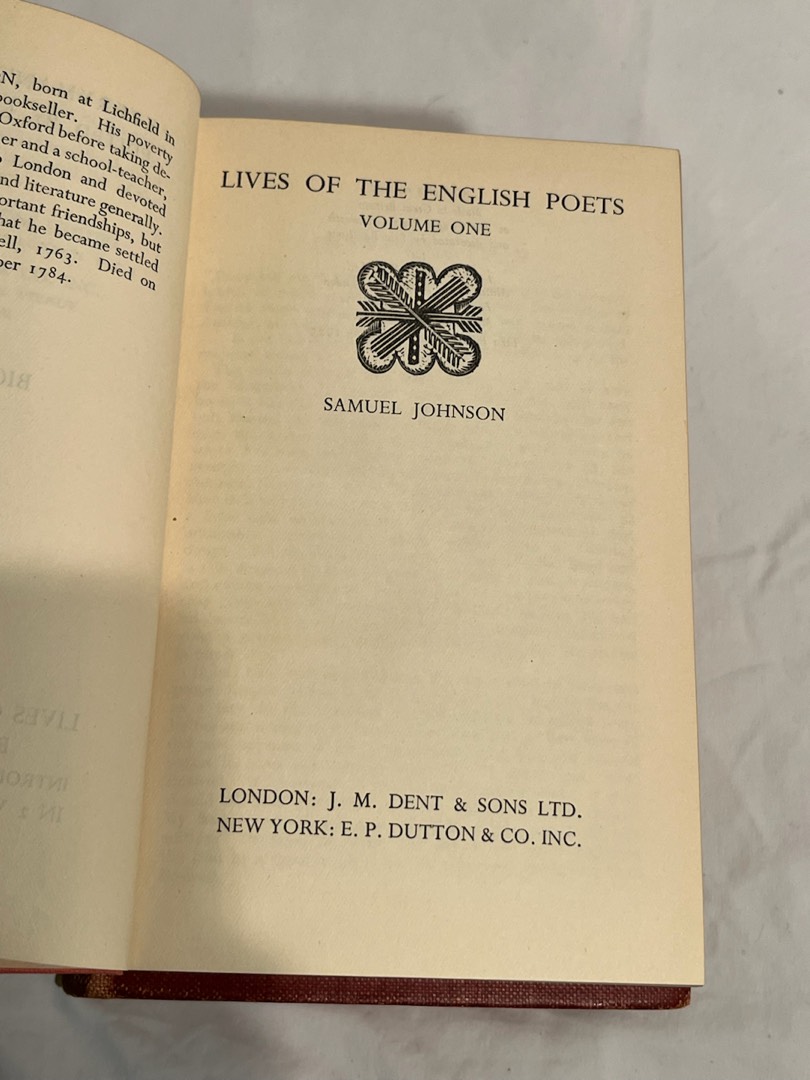 N, born at Lichfield in
bookseller. His poverty
Oxford before taking de-
er and a school-teacher,
London and devoted
nd literature generally.
ortant friendships, but
hat he became settled
ell, 1763. Died on
er 1784.
LIVES OF THE ENGLISH POETS
VOLUME ONE
SAMUEL JOHNSON
LONDON: J. M. DENT & SONS LTD.
NEW YORK: E. P. DUTTON & CO. INC.